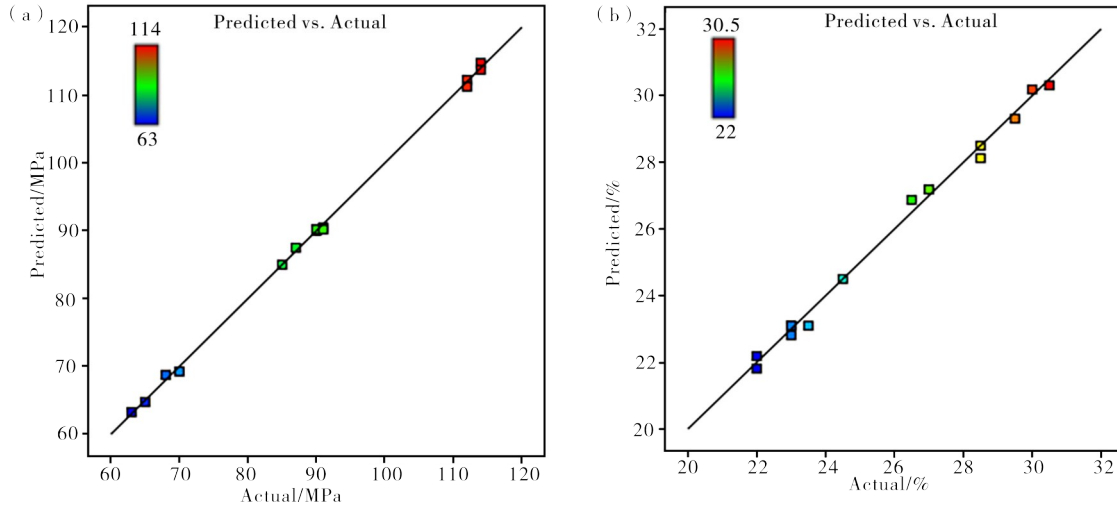 (a)
Predicted vs. Actual
114
63
120
110
100
90
80
70
60
Predicted/MPa
60 70 80 90 100 110 120
Actual/MPa
(b)
Predicted vs. Actual
30.5
22
32
30
28
26
24
22
20
Predicted/%
20 22 24 26 28 30 32
Actual/%